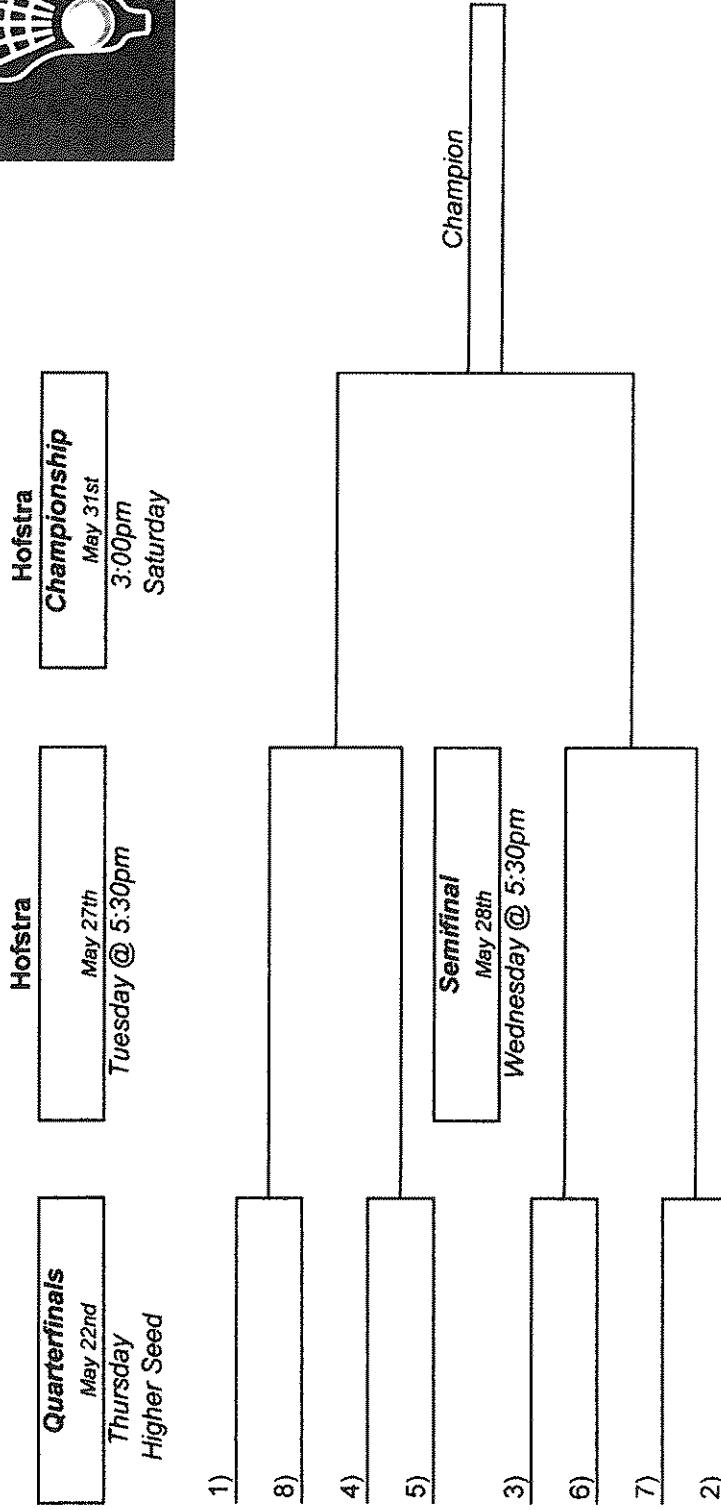 Quarterfinals
May 22nd
Thursday
Higher Seed
Hofstra
May 27th
Tuesday @ 5:30pm
Hofstra
Championship
May 31st
3:00pm
Saturday
1)
8)
4)
5)
Semifinal
May 28th
Wednesday @ 5:30pm
3)
6)
7)
2)
Champion